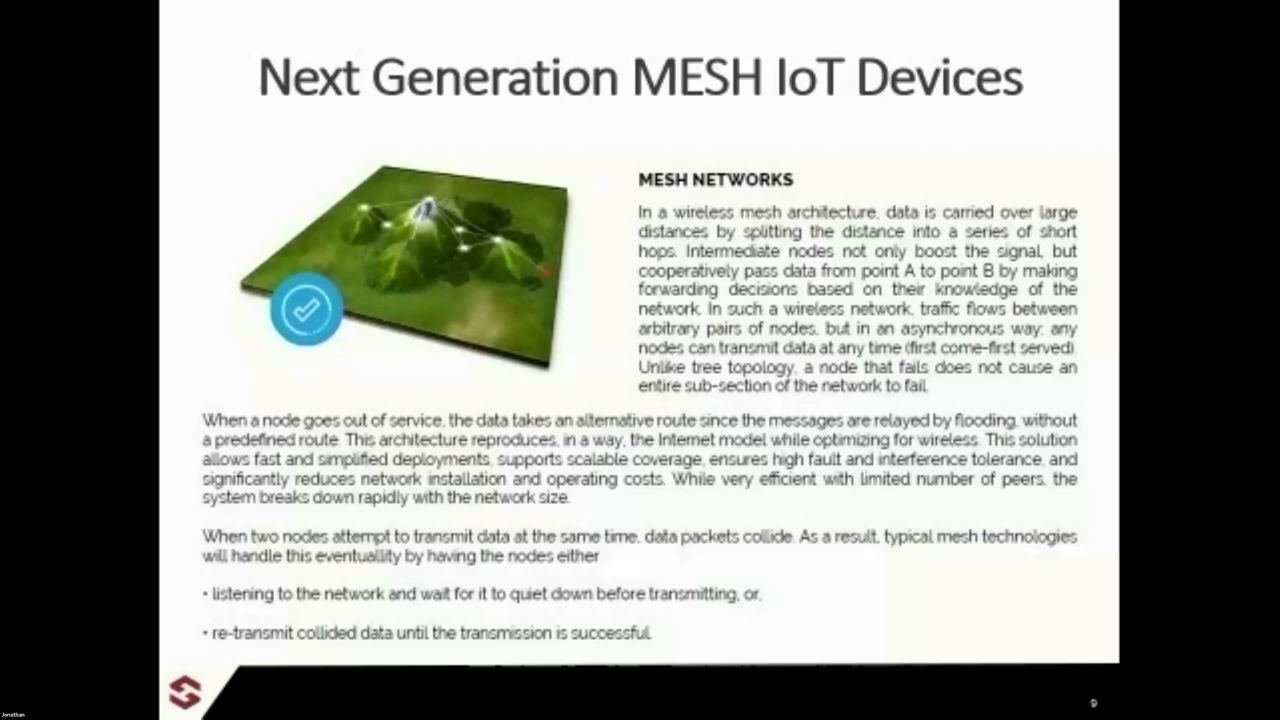 Next Generation MESH IoT Devices
MESH NETWORKS
In a wireless mesh architecture, data is carried over large
distances by splitting the distance into a series of short
hops. Intermediate nodes not only boost the signal, but
cooperatively pass data from point A to point B by making
forwarding decisions based on their knowledge of the
network. In such a wireless network, traffic flows between
arbitrary pairs of nodes, but in an asynchronous way: any
nodes can transmit data at any time (first come-first served).
Unlike tree topology, a node that fails does not cause an
entire sub-section of the network to fail.
When a node goes out of service, the data takes an alternative route since the messages are relayed by flooding, without
a predefined route. This architecture reproduces, in a way, the Internet model while optimizing for wireless. This solution
allows fast and simplified deployments, supports scalable coverage, ensures high fault and interference tolerance, and
significantly reduces network installation and operating costs. While very efficient with limited number of peers, the
system breaks down rapidly with the network size.
When two nodes attempt to transmit data at the same time, data packets collide. As a result, typical mesh technologies
will handle this eventuallity by having the nodes either
• listening to the network and wait for it to quiet down before transmitting, or,
• re-transmit collided data until the transmission is successful.
9
Jonathan